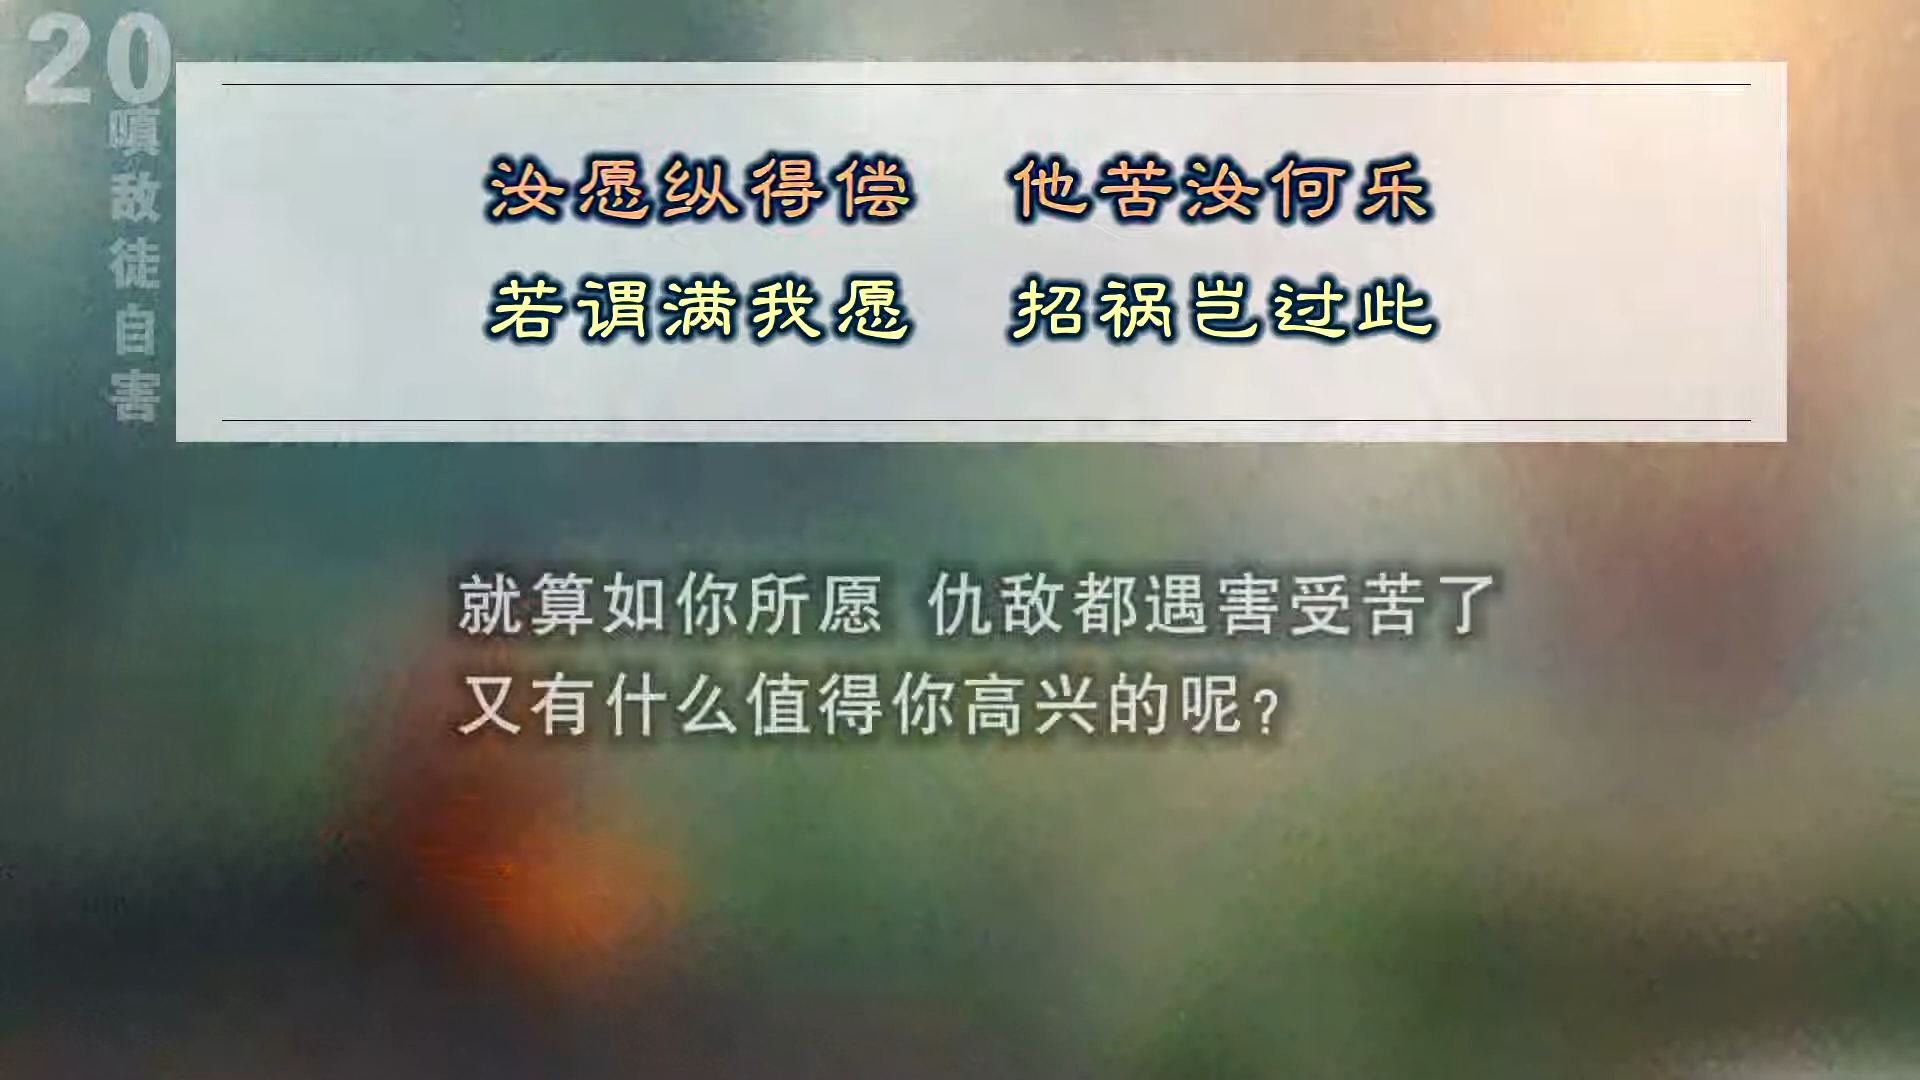 20
嗔敌徒自害
汝愿纵得偿 他苦汝何乐
若谓满我愿 招祸岂过此
就算如你所愿 仇敌都遇害受苦了
又有什么值得你高兴的呢？